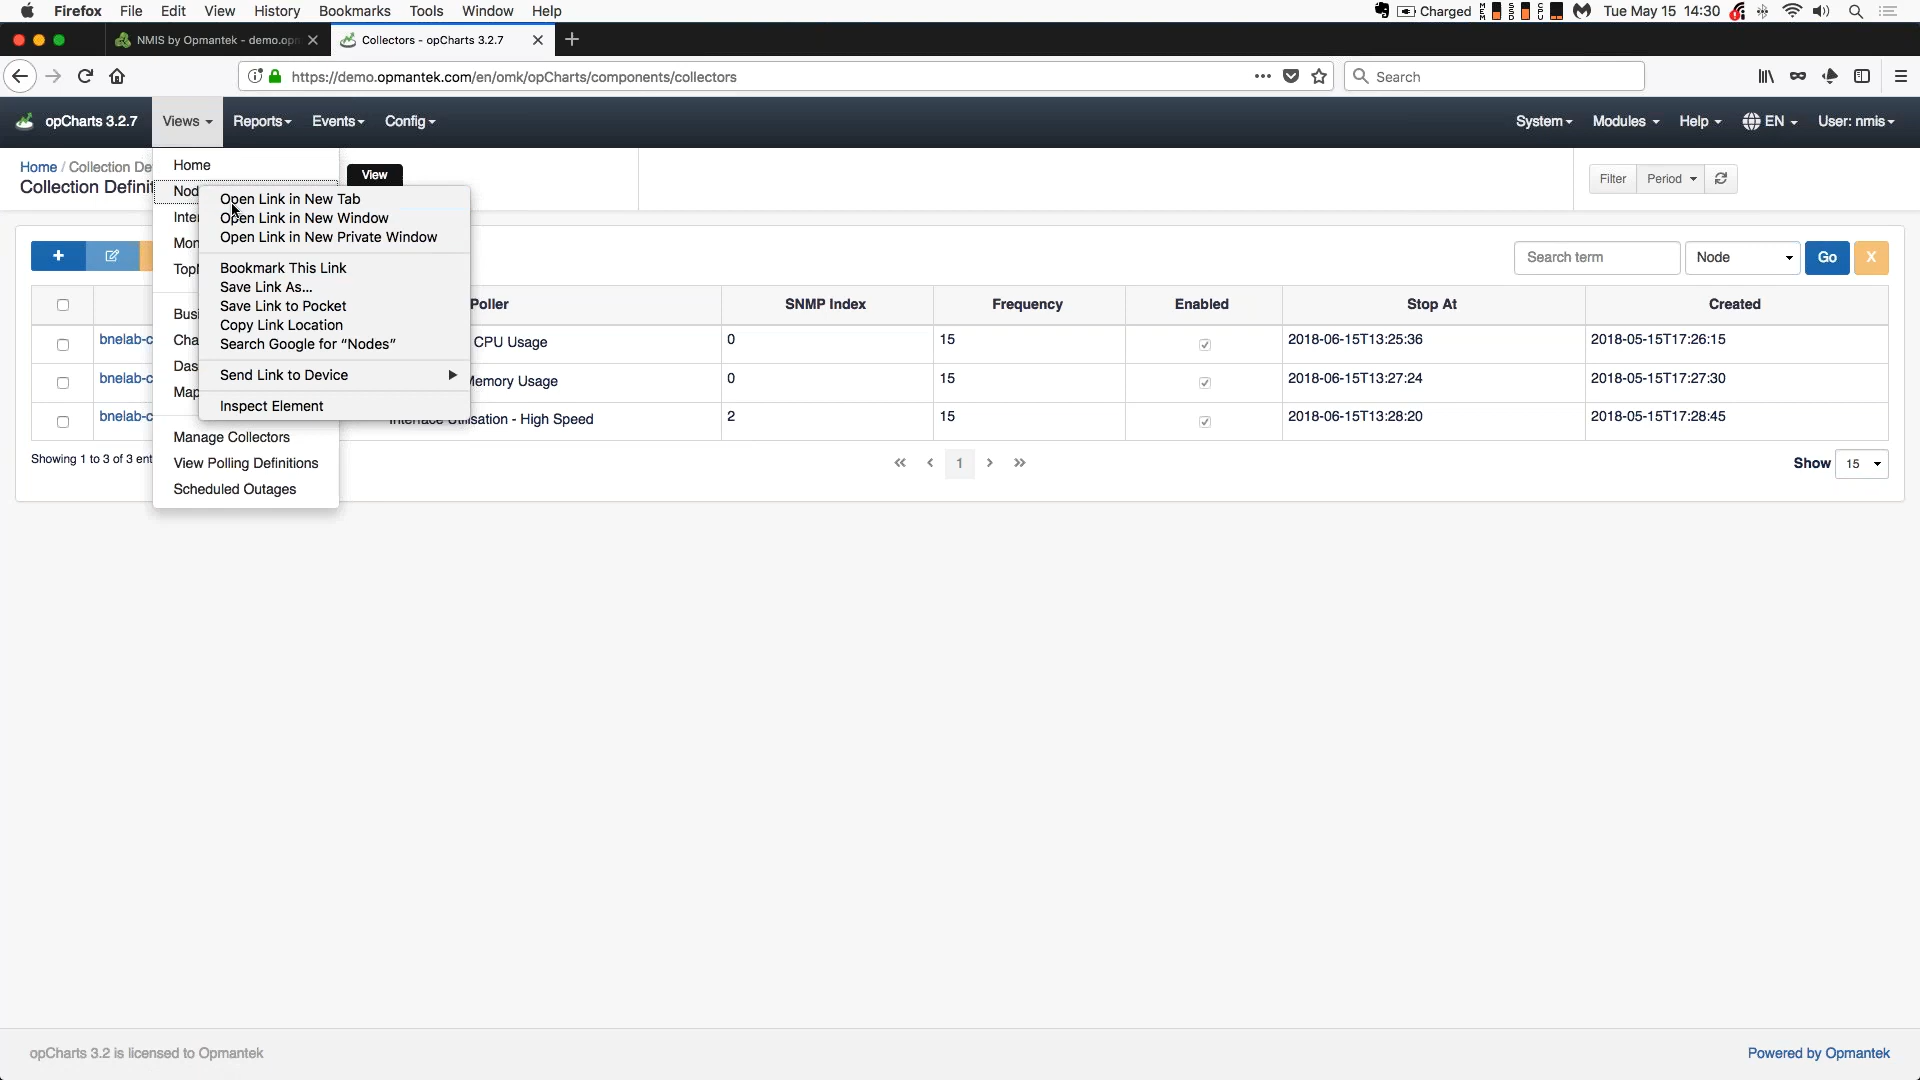 Firefox File Edit View History Bookmarks Tools Window Help Charged Tue May 15 14:30
NMIS by Opmantek - demo.opm Collectors - opCharts 3.2.7
https://demo.opmantek.com/en/omk/opCharts/components/collectors Search
opCharts 3.2.7 Views Reports Events Config System Modules Help EN User: nmis
Home / Collection De
Collection Definit
Filter Period
Home
View
Nod
Inter
Mon
TopN
Busi
Cha
Das
Map
Manage Collectors
View Polling Definitions
Scheduled Outages
Open Link in New Tab
Open Link in New Window
Open Link in New Private Window
Bookmark This Link
Save Link As...
Save Link to Pocket
Copy Link Location
Search Google for “Nodes”
Send Link to Device
Inspect Element
+ Search term Node Go X
Poller SNMP Index Frequency Enabled Stop At Created
bnelab-c CPU Usage 0 15 2018-06-15T13:25:36 2018-05-15T17:26:15
bnelab-c Memory Usage 0 15 2018-06-15T13:27:24 2018-05-15T17:27:30
bnelab-c Interface Utilisation - High Speed 2 15 2018-06-15T13:28:20 2018-05-15T17:28:45
Showing 1 to 3 of 3 ent « ‹ 1 › » Show 15
opCharts 3.2 is licensed to Opmantek Powered by Opmantek